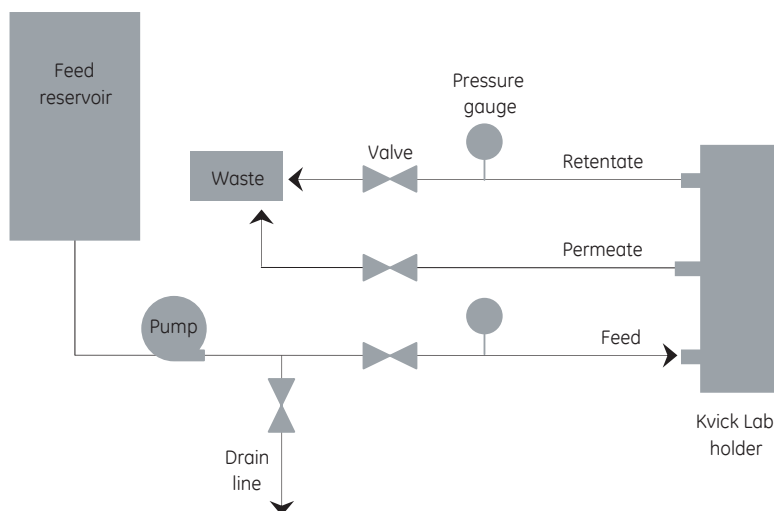 Feed
reservoir
Pressure
gauge
Valve
Retentate
Waste
Permeate
Pump
Feed
Kvick Lab
holder
Drain
line